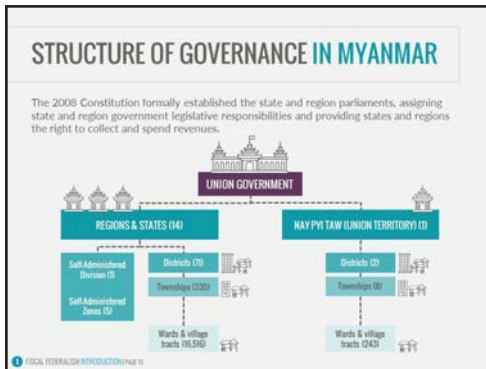 STRUCTURE OF GOVERNANCE IN MYANMAR
The 2008 Constitution formally established the state and region parliaments, assigning
state and region government legislative responsibilities and providing states and regions
the right to collect and spend revenues.
UNION GOVERNMENT
REGIONS & STATES (14)
NAY PYI TAW (UNION TERRITORY) (1)
Self Administered
Division (1)
Self Administered
Zones (5)
Districts (71)
Townships (330)
Wards & village
tracts (16,516)
Districts (2)
Townships (8)
Wards & village
tracts (243)
1 FISCAL FEDERALISM INTRODUCTION | PAGE